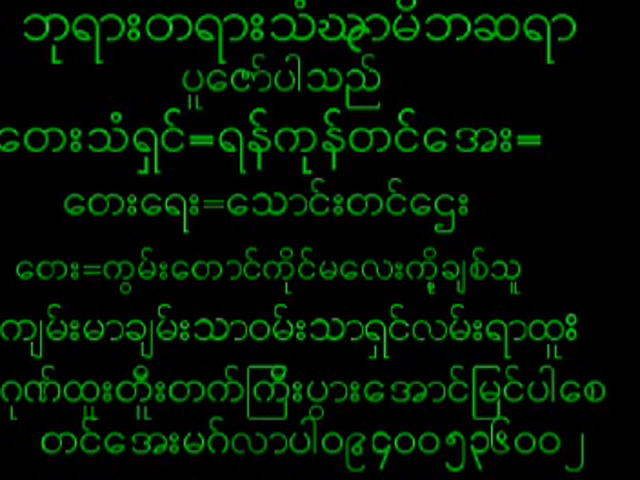 ဘုရားတရားသံဃာမိဘဆရာ
ပူဇော်ပါသည်
တေးသံရှင်=ရန်ကုန်တင်အေး=
တေးရေး=သောင်းတင်ဌေး
တေး=ကွမ်းတောင်ကိုင်မလေးကို့ချစ်သူ
ကျမ်းမာချမ်းသာဝမ်းသာရှင်လမ်းရာထူး
ဂုဏ်ထူးတိူးတက်ကြီးပွားအောင်မြင်ပါစေ
တင်အေးမင်္ဂလာပါ၀၉၄၀၀၅၃၆၀၀၂